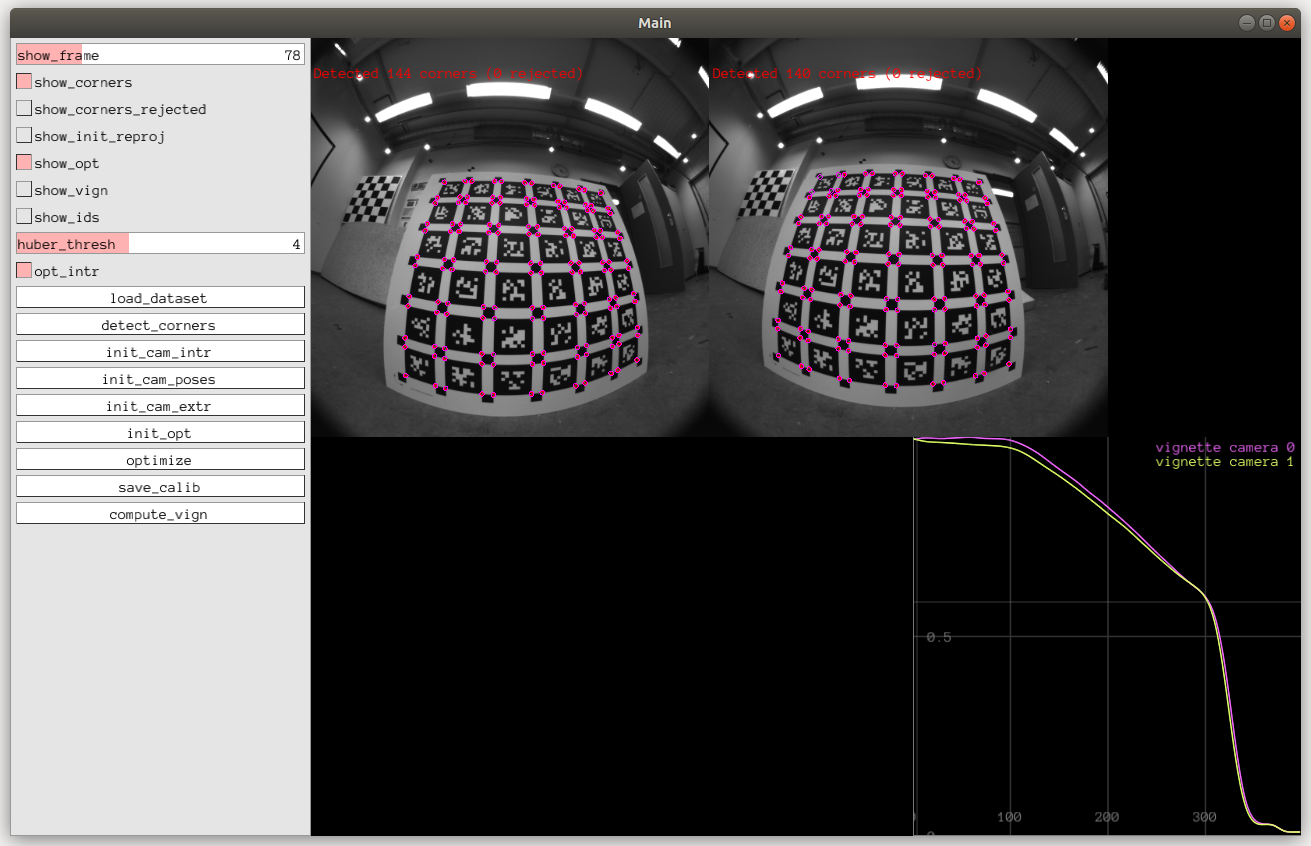 Main
show_frame 78
show_corners
show_corners_rejected
show_init_reproj
show_opt
show_vign
show_ids
huber_thresh 4
opt_intr
load_dataset
detect_corners
init_cam_intr
init_cam_poses
init_cam_extr
init_opt
optimize
save_calib
compute_vign
Detected 144 corners (0 rejected)
Detected 140 corners (0 rejected)
vignette camera 0
vignette camera 1
0.5
100 200 300